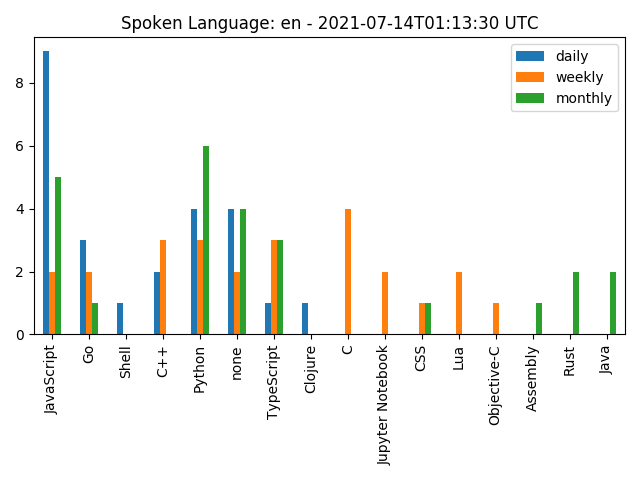 Spoken Language: en - 2021-07-14T01:13:30 UTC
daily
weekly
monthly
8
6
4
2
0
JavaScript
Go
Shell
C++
Python
none
TypeScript
Clojure
C
Jupyter Notebook
CSS
Lua
Objective-C
Assembly
Rust
Java